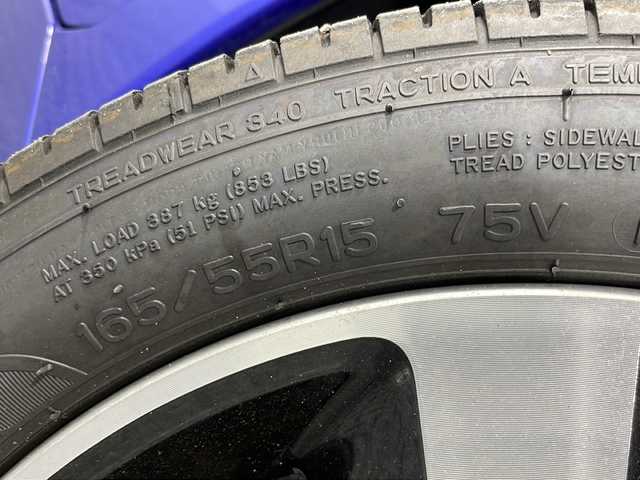 TREADWEAR 340 TRACTION A TEMP
PLIES : SIDEWAL
TREAD POLYEST
MAX. LOAD 387 kg (853 LBS)
AT 350 kPa (51 PSI) MAX. PRESS.
165/55R15 75V